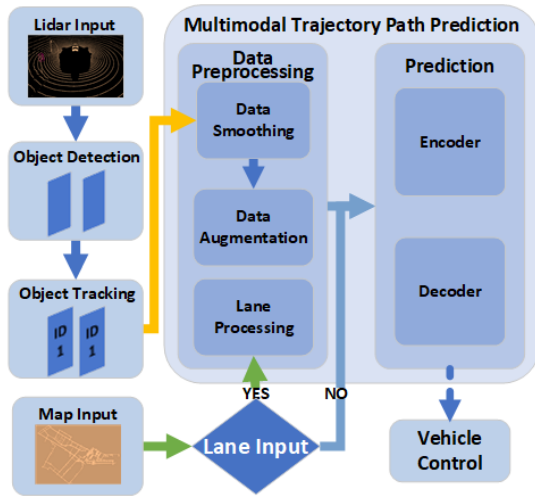 Lidar Input
Multimodal Trajectory Path Prediction
Data
Preprocessing
Prediction
Data
Smoothing
Encoder
Object Detection
Data
Augmentation
Object Tracking
ID
1
ID
1
Lane
Processing
Decoder
YES
NO
Map Input
Lane Input
Vehicle
Control